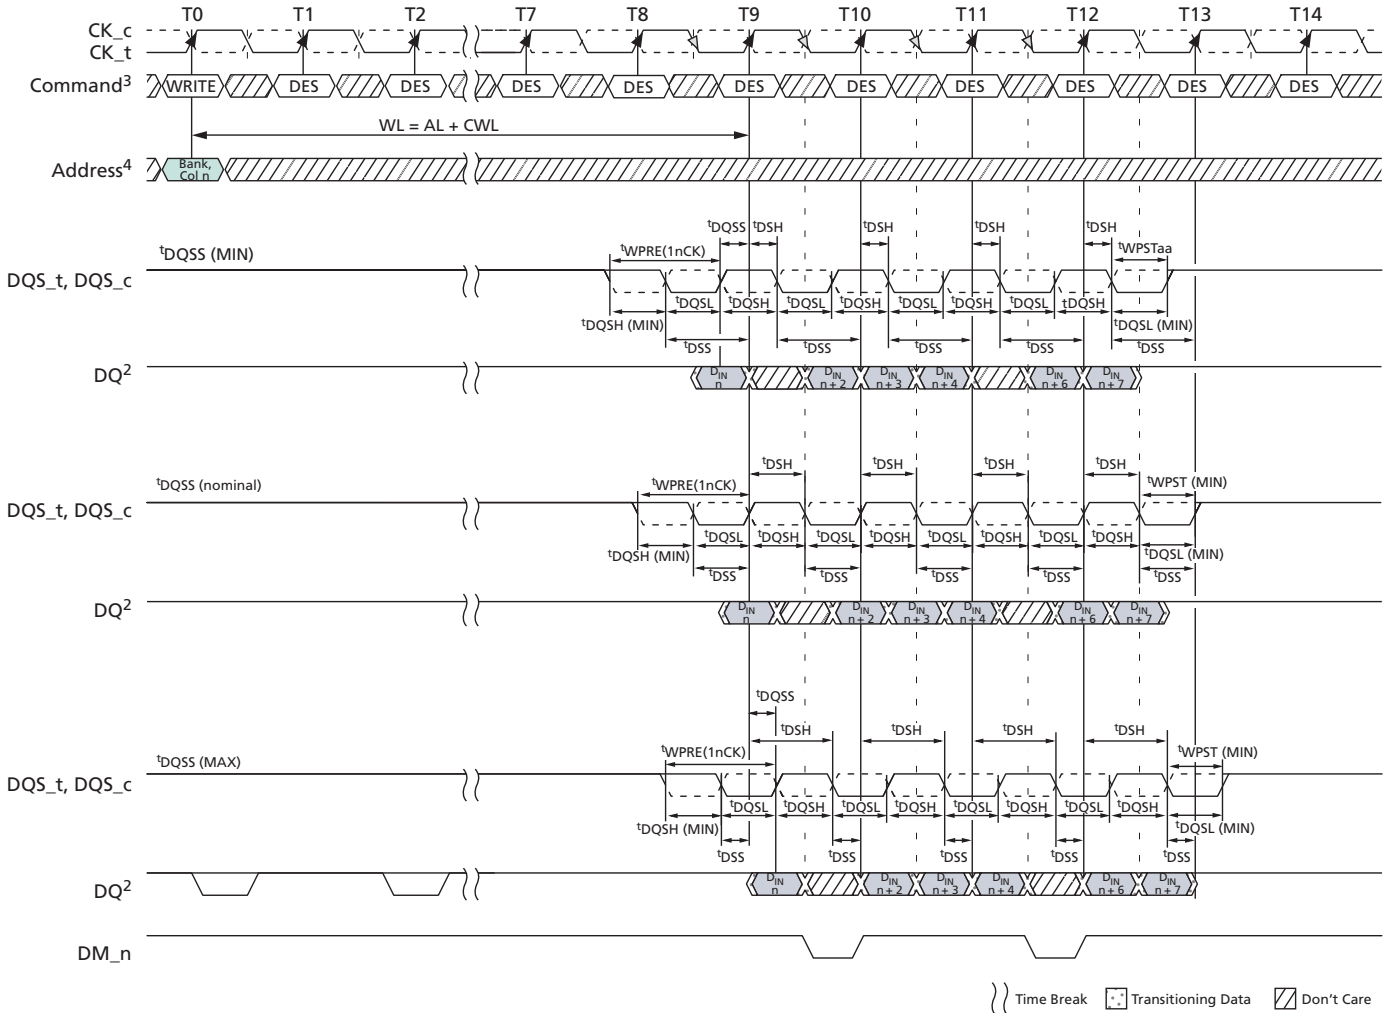 T0 T1 T2 T7 T8 T9 T10 T11 T12 T13 T14
CK_c
CK_t
Command3 WRITE DES DES DES DES DES DES DES DES DES DES
WL = AL + CWL
Address4 Bank, Col n
tDQSS tDSH tDSH tDSH tDSH
tDQSS (MIN) tWPRE(1nCK) tWPSTaa
DQS_t, DQS_c
tDQSL tDQSH tDQSL tDQSH tDQSL tDQSH tDQSL tDQSH
tDQSH (MIN) tDQSL (MIN)
tDSS tDSS tDSS tDSS tDSS
DQ2 DIN n DIN n + 2 DIN n + 3 DIN n + 4 DIN n + 6 DIN n + 7
tDSH tDSH tDSH tDSH
tDQSS (nominal) tWPRE(1nCK) tWPST (MIN)
DQS_t, DQS_c
tDQSL tDQSH tDQSL tDQSH tDQSL tDQSH tDQSL tDQSH
tDQSH (MIN) tDQSL (MIN)
tDSS tDSS tDSS tDSS tDSS
DQ2 DIN n DIN n + 2 DIN n + 3 DIN n + 4 DIN n + 6 DIN n + 7
tDQSS
tDSH tDSH tDSH tDSH
tDQSS (MAX) tWPRE(1nCK) tWPST (MIN)
DQS_t, DQS_c
tDQSL tDQSH tDQSL tDQSH tDQSL tDQSH tDQSL tDQSH
tDQSH (MIN) tDQSL (MIN)
tDSS tDSS tDSS tDSS tDSS
DQ2 DIN n DIN n + 2 DIN n + 3 DIN n + 4 DIN n + 6 DIN n + 7
DM_n
Time Break Transitioning Data Don't Care